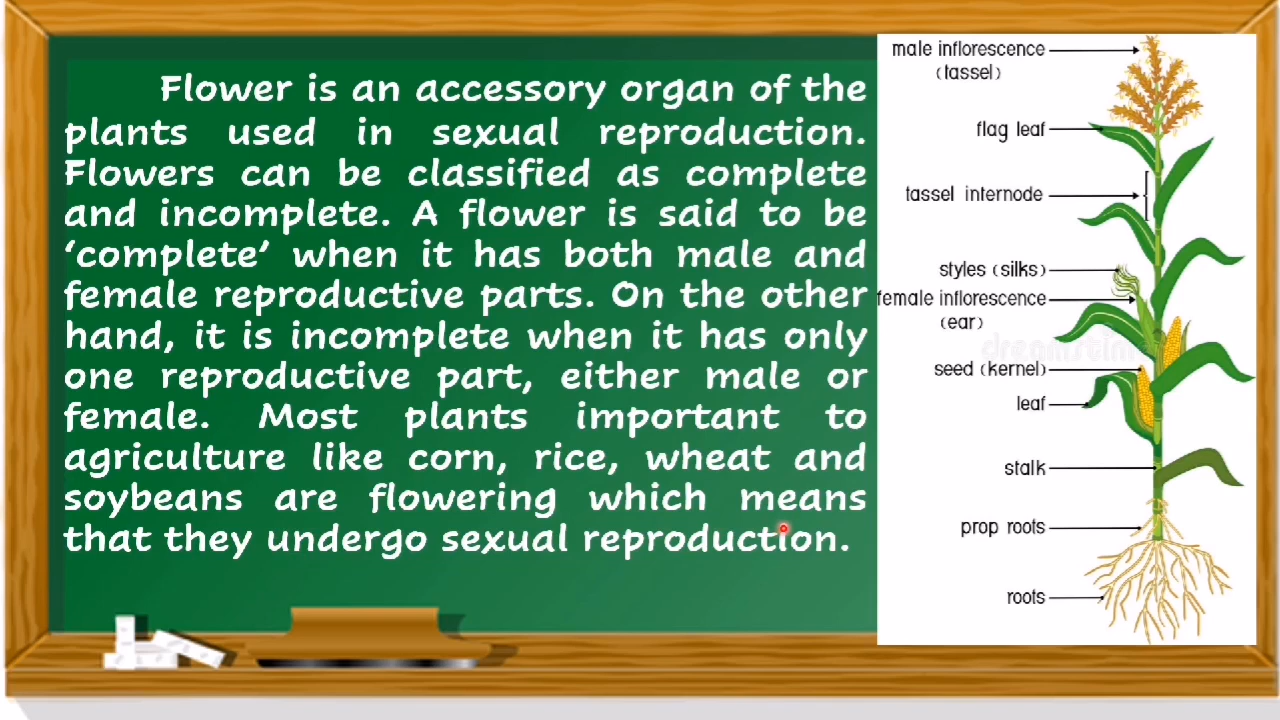 Flower is an accessory organ of the
plants used in sexual reproduction.
Flowers can be classified as complete
and incomplete. A flower is said to be
‘complete’ when it has both male and
female reproductive parts. On the other
hand, it is incomplete when it has only
one reproductive part, either male or
female. Most plants important to
agriculture like corn, rice, wheat and
soybeans are flowering which means
that they undergo sexual reproduction.
male inflorescence
(tassel)
flag leaf
tassel internode
styles (silks)
female inflorescence
(ear)
dreamstime
seed (kernel)
leaf
stalk
prop roots
roots